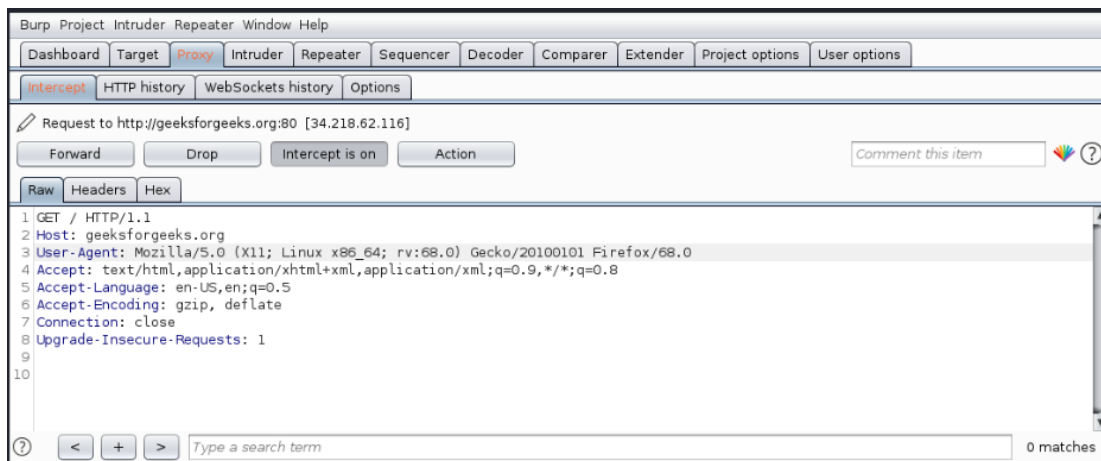 Burp Project Intruder Repeater Window Help
Dashboard Target Proxy Intruder Repeater Sequencer Decoder Comparer Extender Project options User options
Intercept HTTP history WebSockets history Options
Request to http://geeksforgeeks.org:80 [34.218.62.116]
Forward Drop Intercept is on Action Comment this item ?
Raw Headers Hex
1 GET / HTTP/1.1
2 Host: geeksforgeeks.org
3 User-Agent: Mozilla/5.0 (X11; Linux x86_64; rv:68.0) Gecko/20100101 Firefox/68.0
4 Accept: text/html,application/xhtml+xml,application/xml;q=0.9,*/*;q=0.8
5 Accept-Language: en-US,en;q=0.5
6 Accept-Encoding: gzip, deflate
7 Connection: close
8 Upgrade-Insecure-Requests: 1
9
10
? < + > Type a search term 0 matches